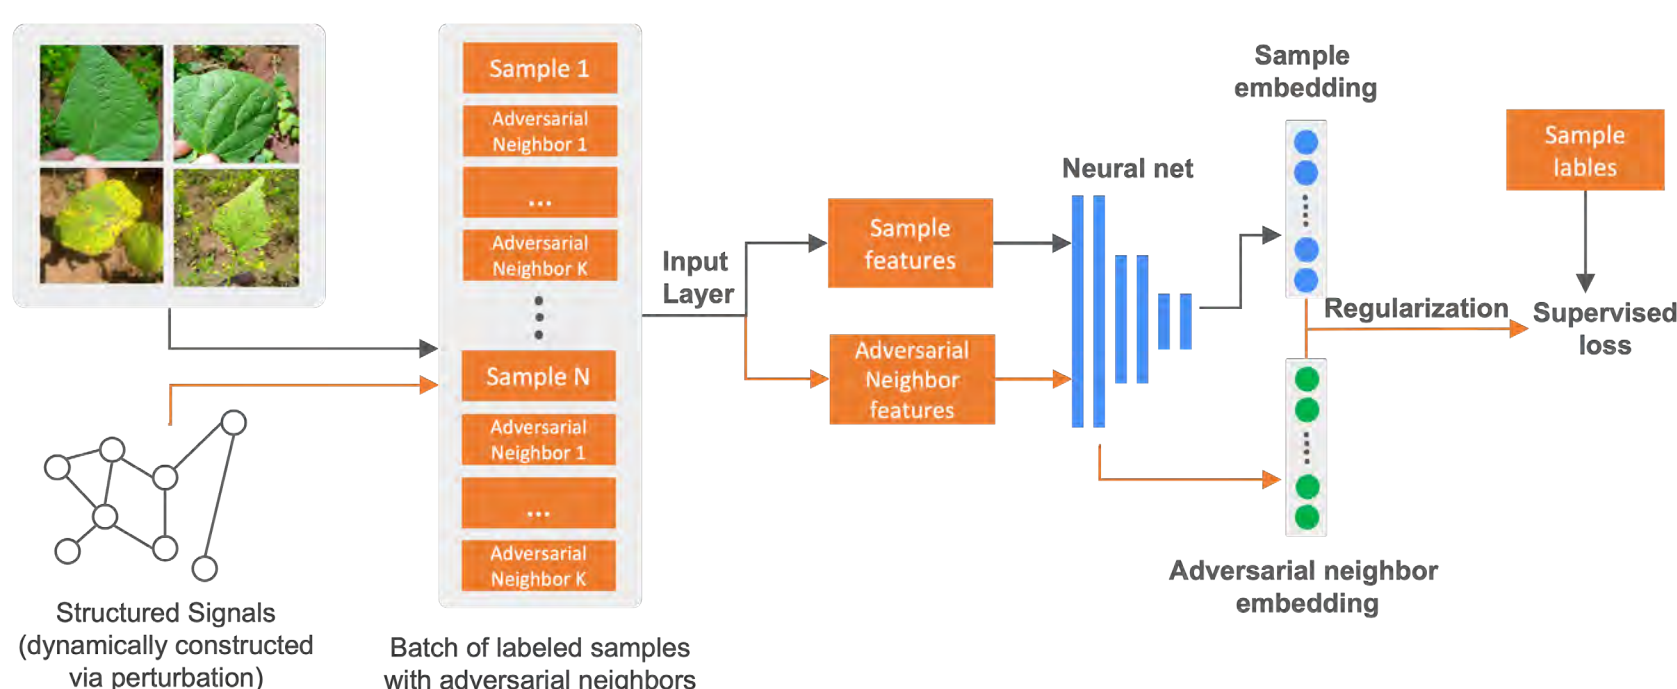 Sample 1
Adversarial
Neighbor 1
...
Adversarial
Neighbor K
Sample N
Adversarial
Neighbor 1
...
Adversarial
Neighbor K
Structured Signals
(dynamically constructed
via perturbation)
Batch of labeled samples
with adversarial neighbors
Input
Layer
Sample
features
Adversarial
Neighbor
features
Neural net
Sample
embedding
Regularization
Adversarial neighbor
embedding
Sample
lables
Supervised
loss